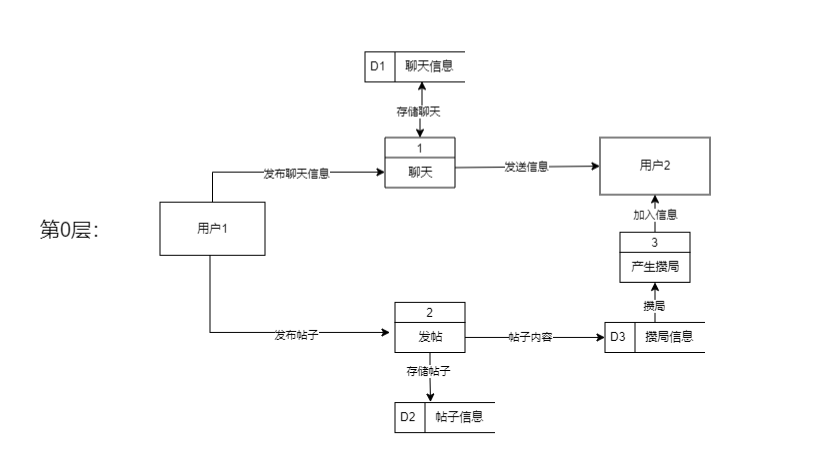 D1 聊天信息
存储聊天
1
聊天
发布聊天信息
发送信息
用户2
加入信息
3
产生攒局
攒局
第0层:
用户1
发布帖子
2
发帖
帖子内容
D3 攒局信息
存储帖子
D2 帖子信息